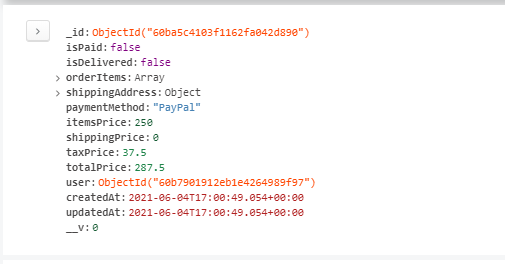 _id: ObjectId("60ba5c4103f1162fa042d890")
isPaid: false
isDelivered: false
orderItems: Array
shippingAddress: Object
paymentMethod: "PayPal"
itemsPrice: 250
shippingPrice: 0
taxPrice: 37.5
totalPrice: 287.5
user: ObjectId("60b7901912eb1e4264989f97")
createdAt: 2021-06-04T17:00:49.054+00:00
updatedAt: 2021-06-04T17:00:49.054+00:00
__v: 0